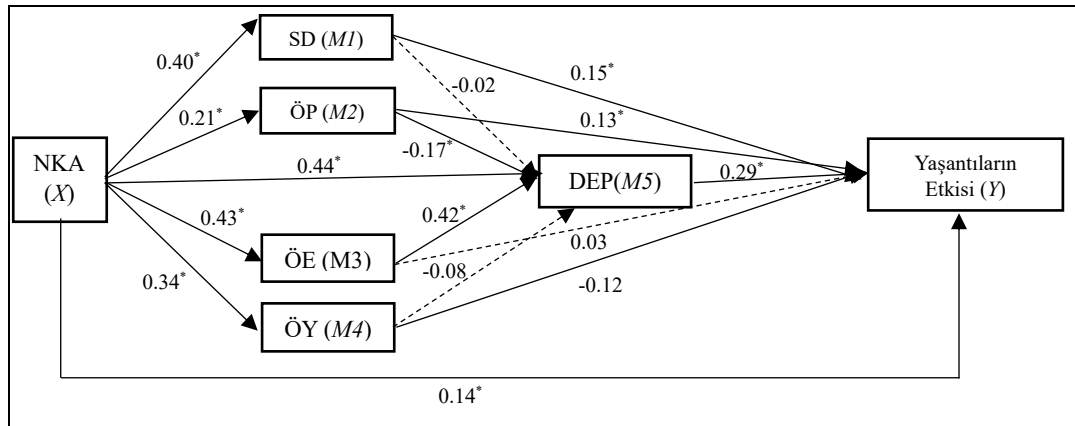 SD (M1)
0.40*
-0.02
0.15*
ÖP (M2)
0.21*
0.13*
-0.17*
NKA
(X)
0.44*
DEP(M5)
0.29*
Yaşantıların
Etkisi (Y)
0.43*
0.42*
ÖE (M3)
0.03
-0.08
0.34*
-0.12
ÖY (M4)
0.14*